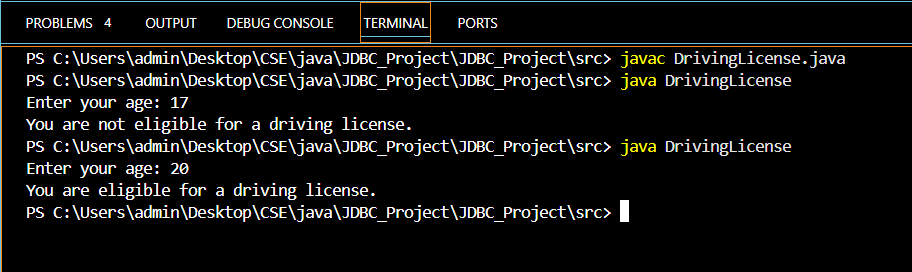 PROBLEMS 4 OUTPUT DEBUG CONSOLE TERMINAL PORTS
PS C:\Users\admin\Desktop\CSE\java\JDBC_Project\JDBC_Project\src> javac DrivingLicense.java
PS C:\Users\admin\Desktop\CSE\java\JDBC_Project\JDBC_Project\src> java DrivingLicense
Enter your age: 17
You are not eligible for a driving license.
PS C:\Users\admin\Desktop\CSE\java\JDBC_Project\JDBC_Project\src> java DrivingLicense
Enter your age: 20
You are eligible for a driving license.
PS C:\Users\admin\Desktop\CSE\java\JDBC_Project\JDBC_Project\src>